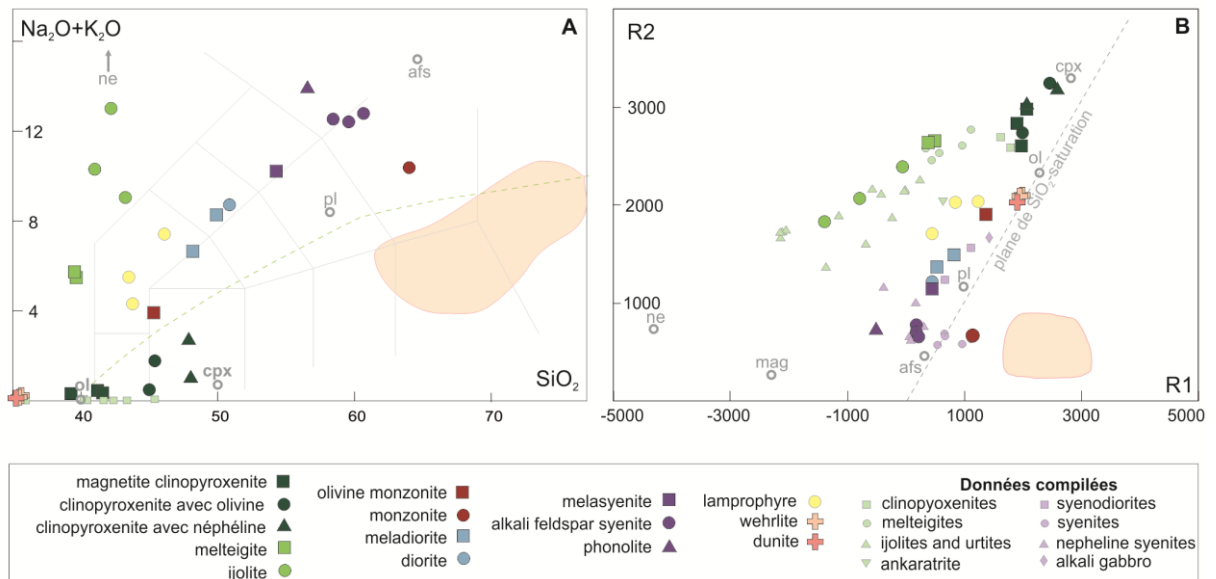 Na₂O+K₂O
A
ne
afs
12
8
pl
4
SiO₂
ol
cpx
40
50
60
70
R2
B
cpx
3000
ol
plane de SiO₂-saturation
2000
pl
1000
ne
mag
afs
R1
-5000
-3000
-1000
1000
3000
5000
magnetite clinopyroxenite
clinopyroxenite avec olivine
clinopyroxenite avec néphéline
melteigite
ijolite
olivine monzonite
monzonite
meladiorite
diorite
melasyenite
alkali feldspar syenite
phonolite
lamprophyre
wehrlite
dunite
Données compilées
clinopyoxenites
melteigites
ijolites and urtites
ankaratrite
syenodiorites
syenites
nepheline syenites
alkali gabbro